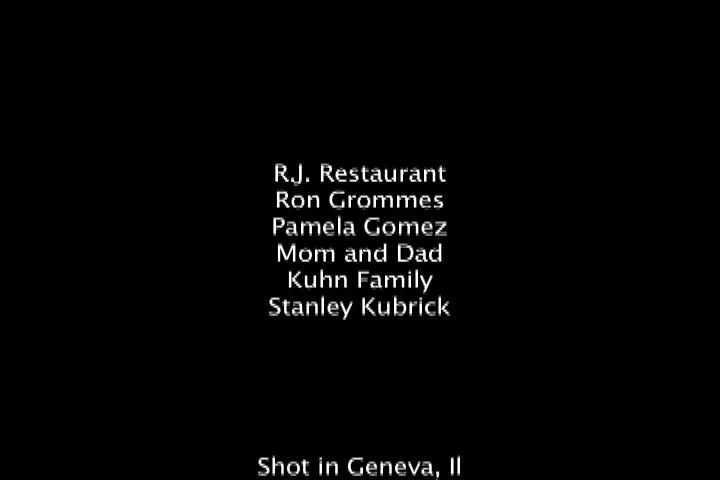 R.J. Restaurant
Ron Grommes
Pamela Gomez
Mom and Dad
Kuhn Family
Stanley Kubrick
Shot in Geneva, Il